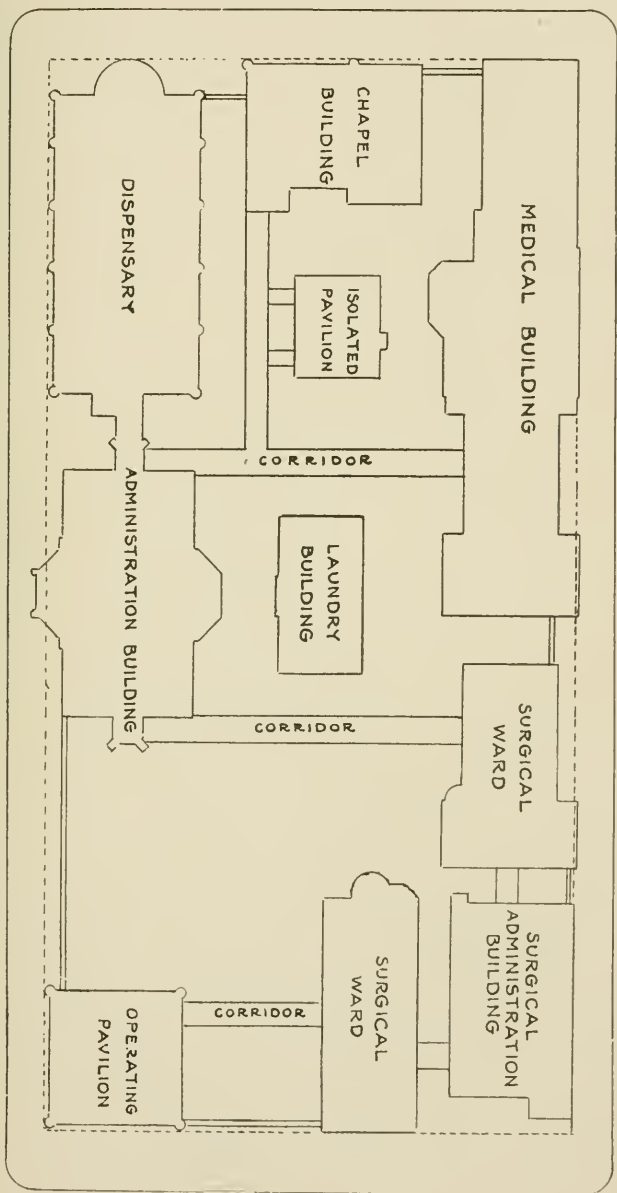 CHAPEL
BUILDING
MEDICAL BUILDING
DISPENSARY
ISOLATED
PAVILION
CORRIDOR
ADMINISTRATION BUILDING
LAUNDRY
BUILDING
CORRIDOR
SURGICAL
WARD
SURGICAL
ADMINISTRATION
BUILDING
SURGICAL
WARD
CORRIDOR
OPERATING
PAVILION